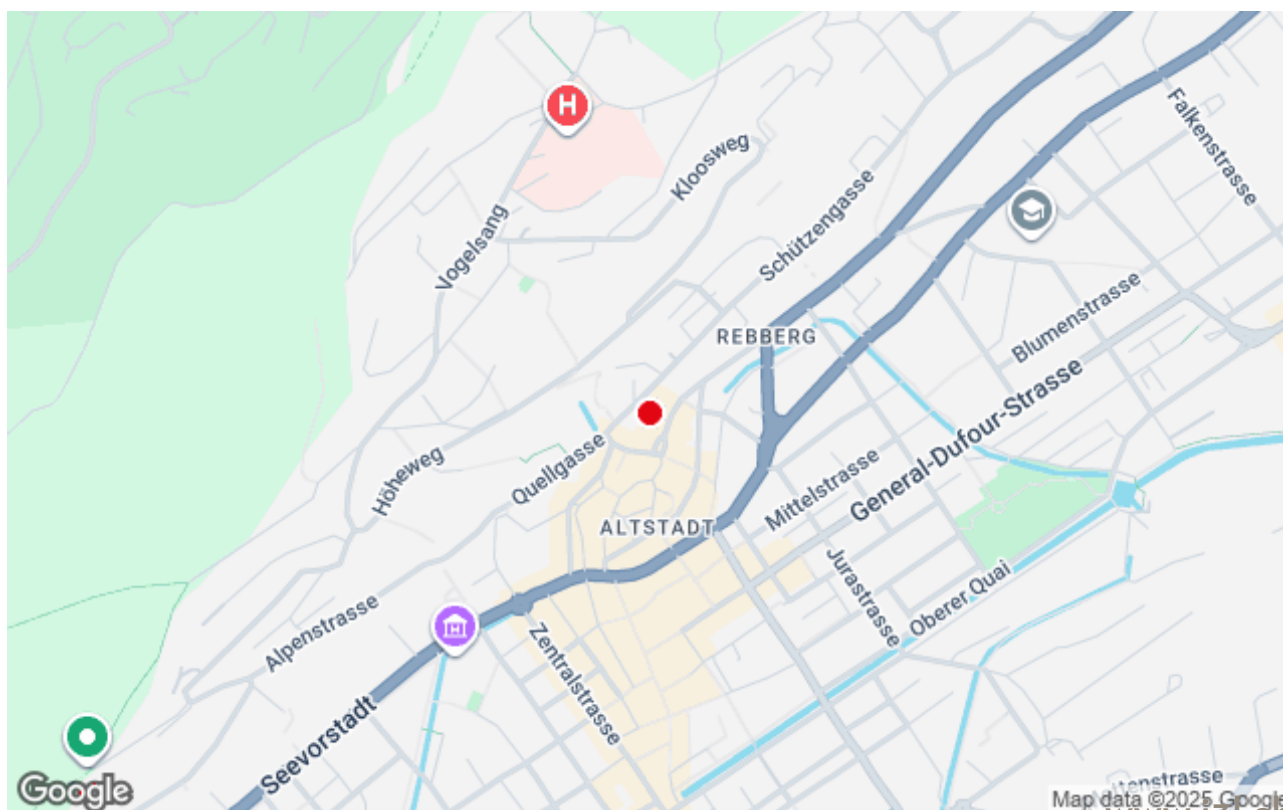 H
Kloosweg
Falkenstrasse
Vogelsang
Schützengasse
Blumenstrasse
REBBERG
General-Dufour-Strasse
Höheweg
Quellgasse
Mittelstrasse
ALTSTADT
Jurastrasse
Oberer Quai
Alpenstrasse
H
Zentralstrasse
Seevorstadt
Google
Map data ©2025 Google